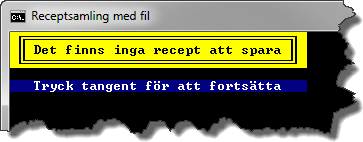 Receptsamling med fil
Det finns inga recept att spara
Tryck tangent för att fortsätta